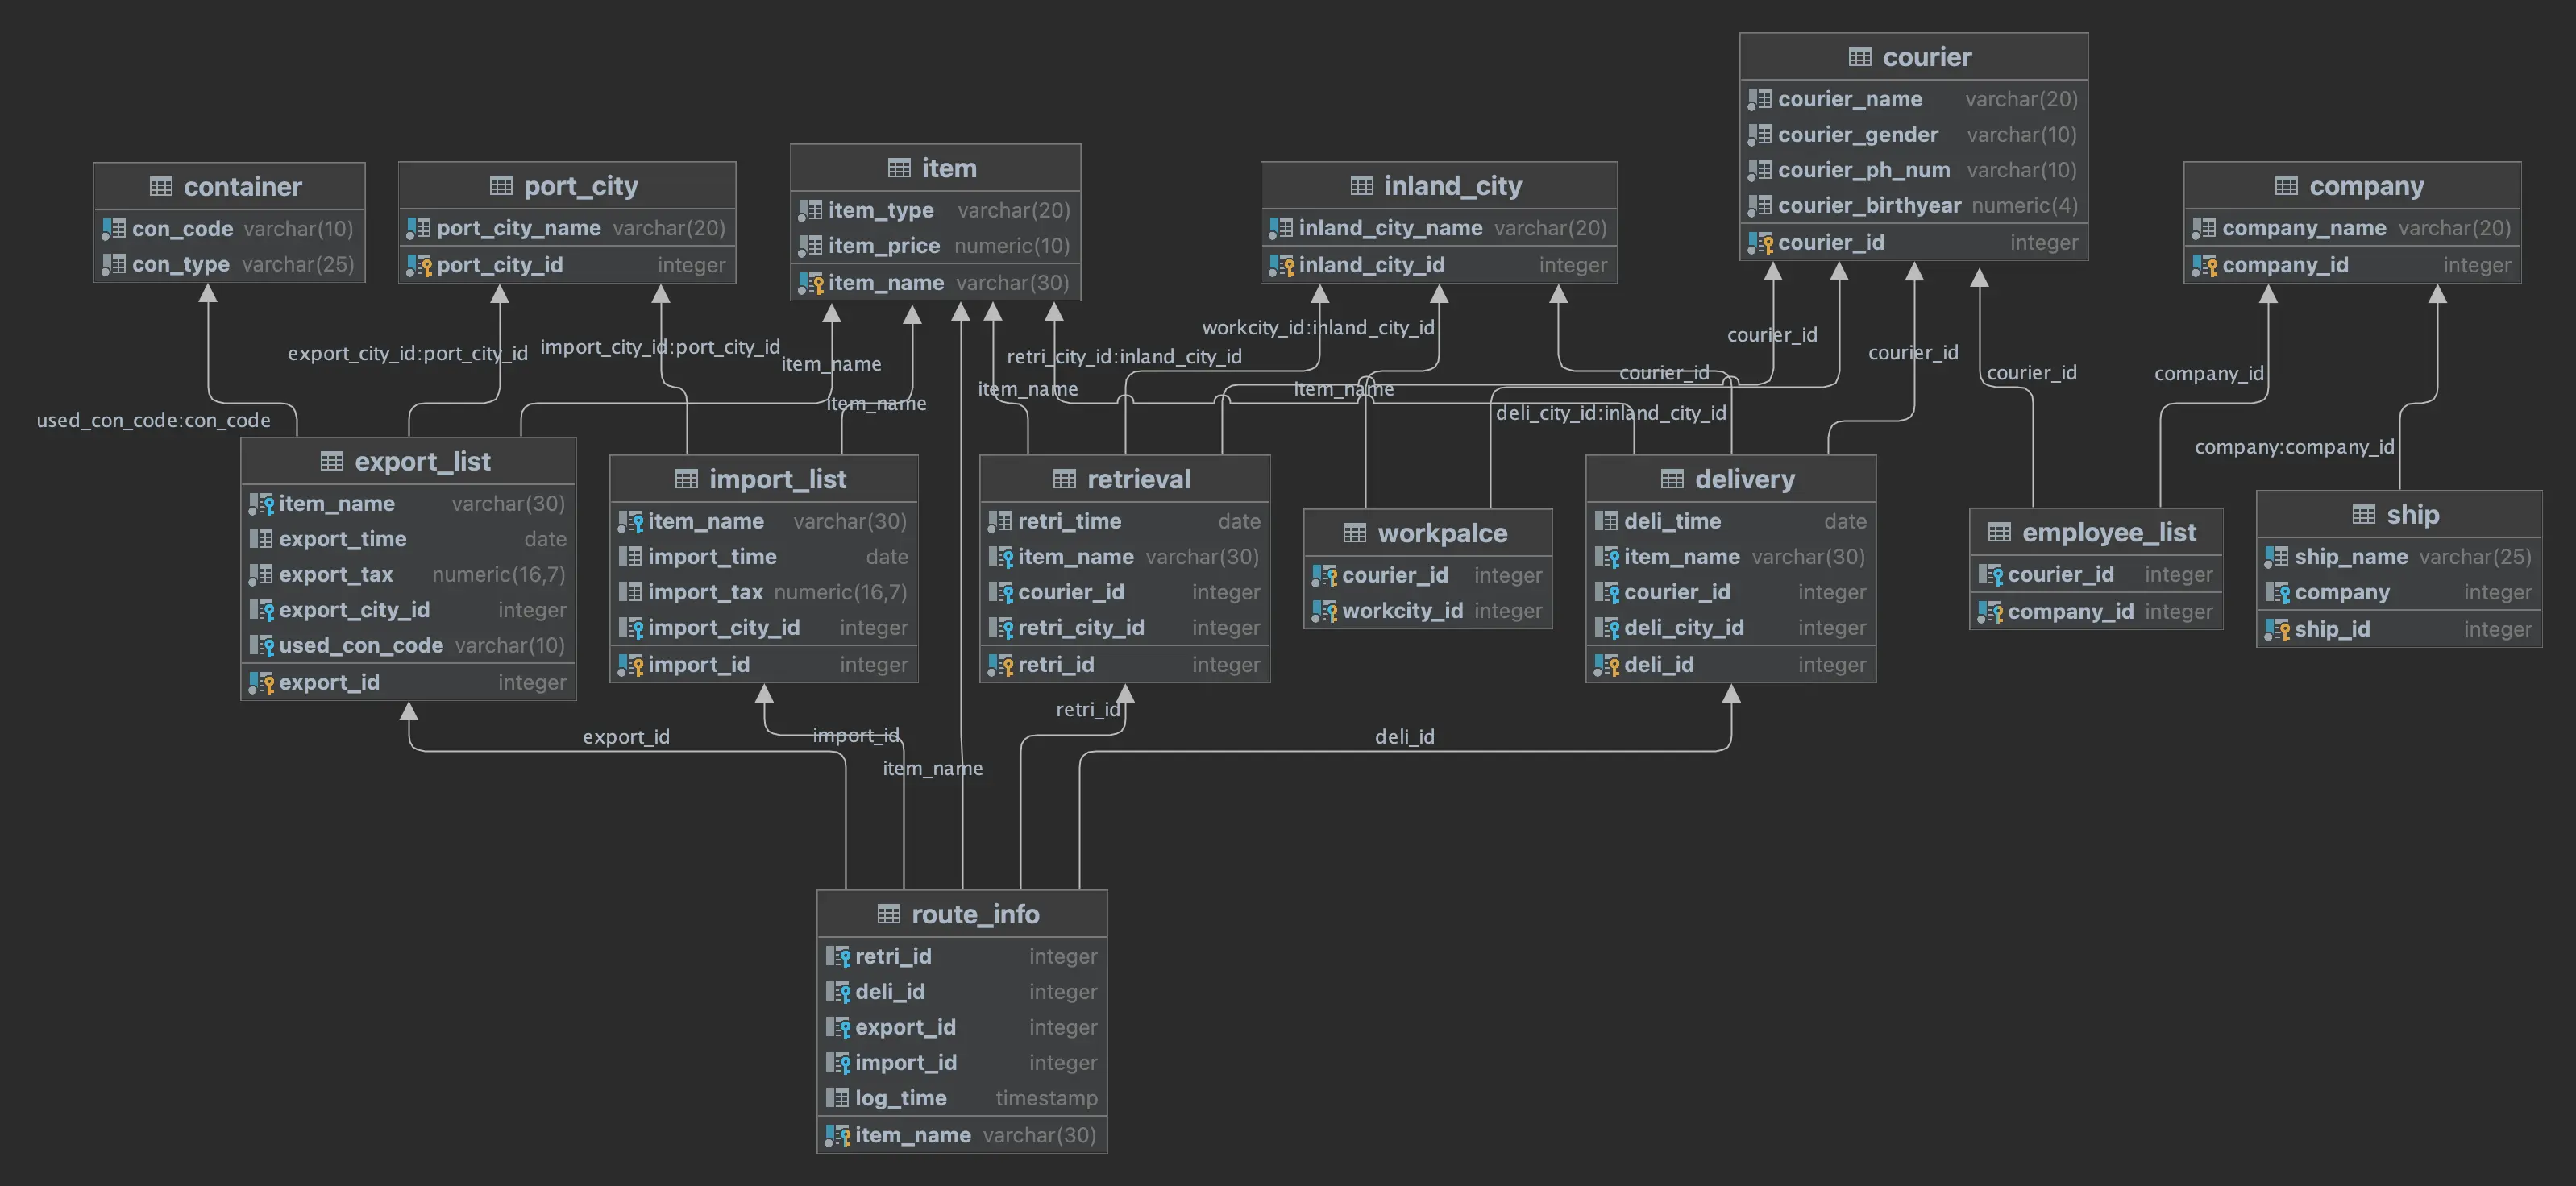 courier
courier_name varchar(20)
courier_gender varchar(10)
courier_ph_num varchar(10)
courier_birthyear numeric(4)
courier_id integer
container
con_code varchar(10)
con_type varchar(25)
port_city
port_city_name varchar(20)
port_city_id integer
item
item_type varchar(20)
item_price numeric(10)
item_name varchar(30)
inland_city
inland_city_name varchar(20)
inland_city_id integer
company
company_name varchar(20)
company_id integer
used_con_code:con_code
export_city_id:port_city_id
import_city_id:port_city_id
item_name
item_name
item_name
retri_city_id:inland_city_id
workcity_id:inland_city_id
item_name
courier_id
courier_id
deli_city_id:inland_city_id
courier_id
courier_id
company_id
company:company_id
export_list
item_name varchar(30)
export_time date
export_tax numeric(16,7)
export_city_id integer
used_con_code varchar(10)
export_id integer
import_list
item_name varchar(30)
import_time date
import_tax numeric(16,7)
import_city_id integer
import_id integer
retrieval
retri_time date
item_name varchar(30)
courier_id integer
retri_city_id integer
retri_id integer
workpalce
courier_id integer
workcity_id integer
delivery
deli_time date
item_name varchar(30)
courier_id integer
deli_city_id integer
deli_id integer
employee_list
courier_id integer
company_id integer
ship
ship_name varchar(25)
company integer
ship_id integer
export_id
import_id
item_name
retri_id
deli_id
route_info
retri_id integer
deli_id integer
export_id integer
import_id integer
log_time timestamp
item_name varchar(30)